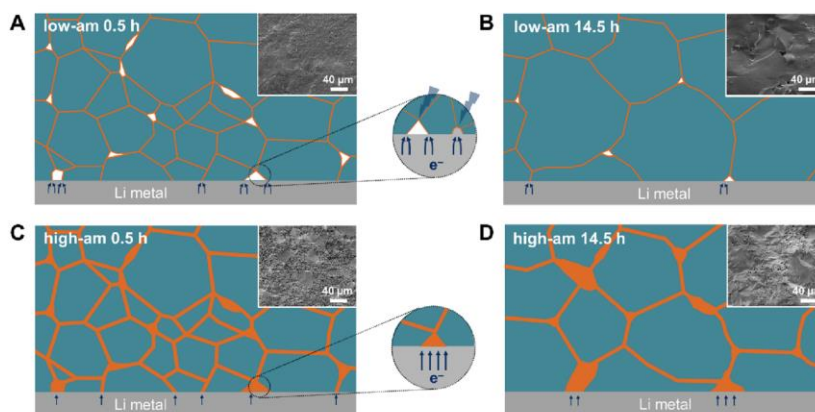 A
low-am 0.5 h
40 µm
B
low-am 14.5 h
40 µm
e⁻
Li metal
Li metal
C
high-am 0.5 h
40 µm
D
high-am 14.5 h
40 µm
e⁻
Li metal
Li metal